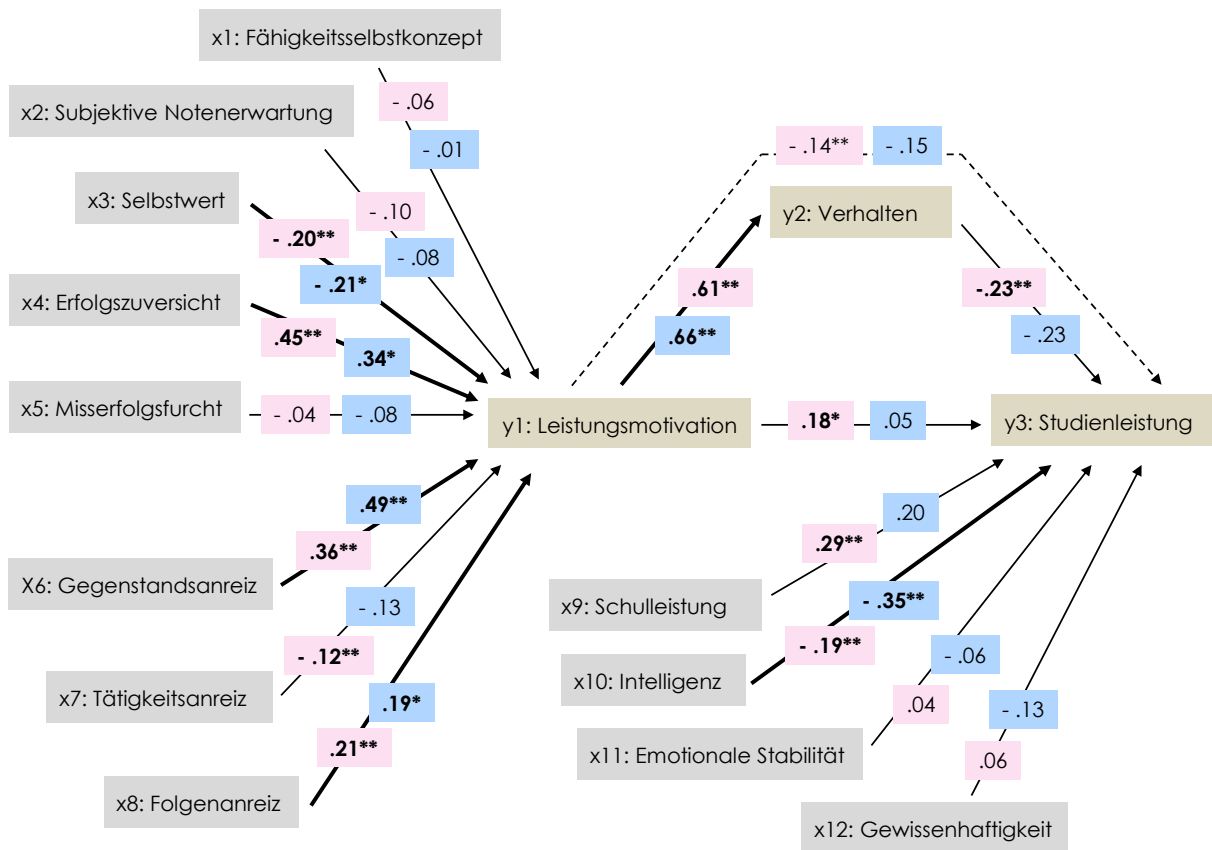 x1: Fähigkeitsselbstkonzept
- .06
- .01
x2: Subjektive Notenerwartung
- .10
- .08
x3: Selbstwert
- .20**
- .21*
x4: Erfolgszuversicht
.45**
.34*
x5: Misserfolgsfurcht
- .04
- .08
X6: Gegenstandsanreiz
.49**
.36**
x7: Tätigkeitsanreiz
- .13
- .12**
x8: Folgenanreiz
.19*
.21**
y1: Leistungsmotivation
- .14**
- .15
y2: Verhalten
.61**
.66**
-.23**
- .23
.18*
.05
y3: Studienleistung
x9: Schulleistung
.20
.29**
x10: Intelligenz
- .35**
- .19**
x11: Emotionale Stabilität
- .06
.04
x12: Gewissenhaftigkeit
- .13
.06